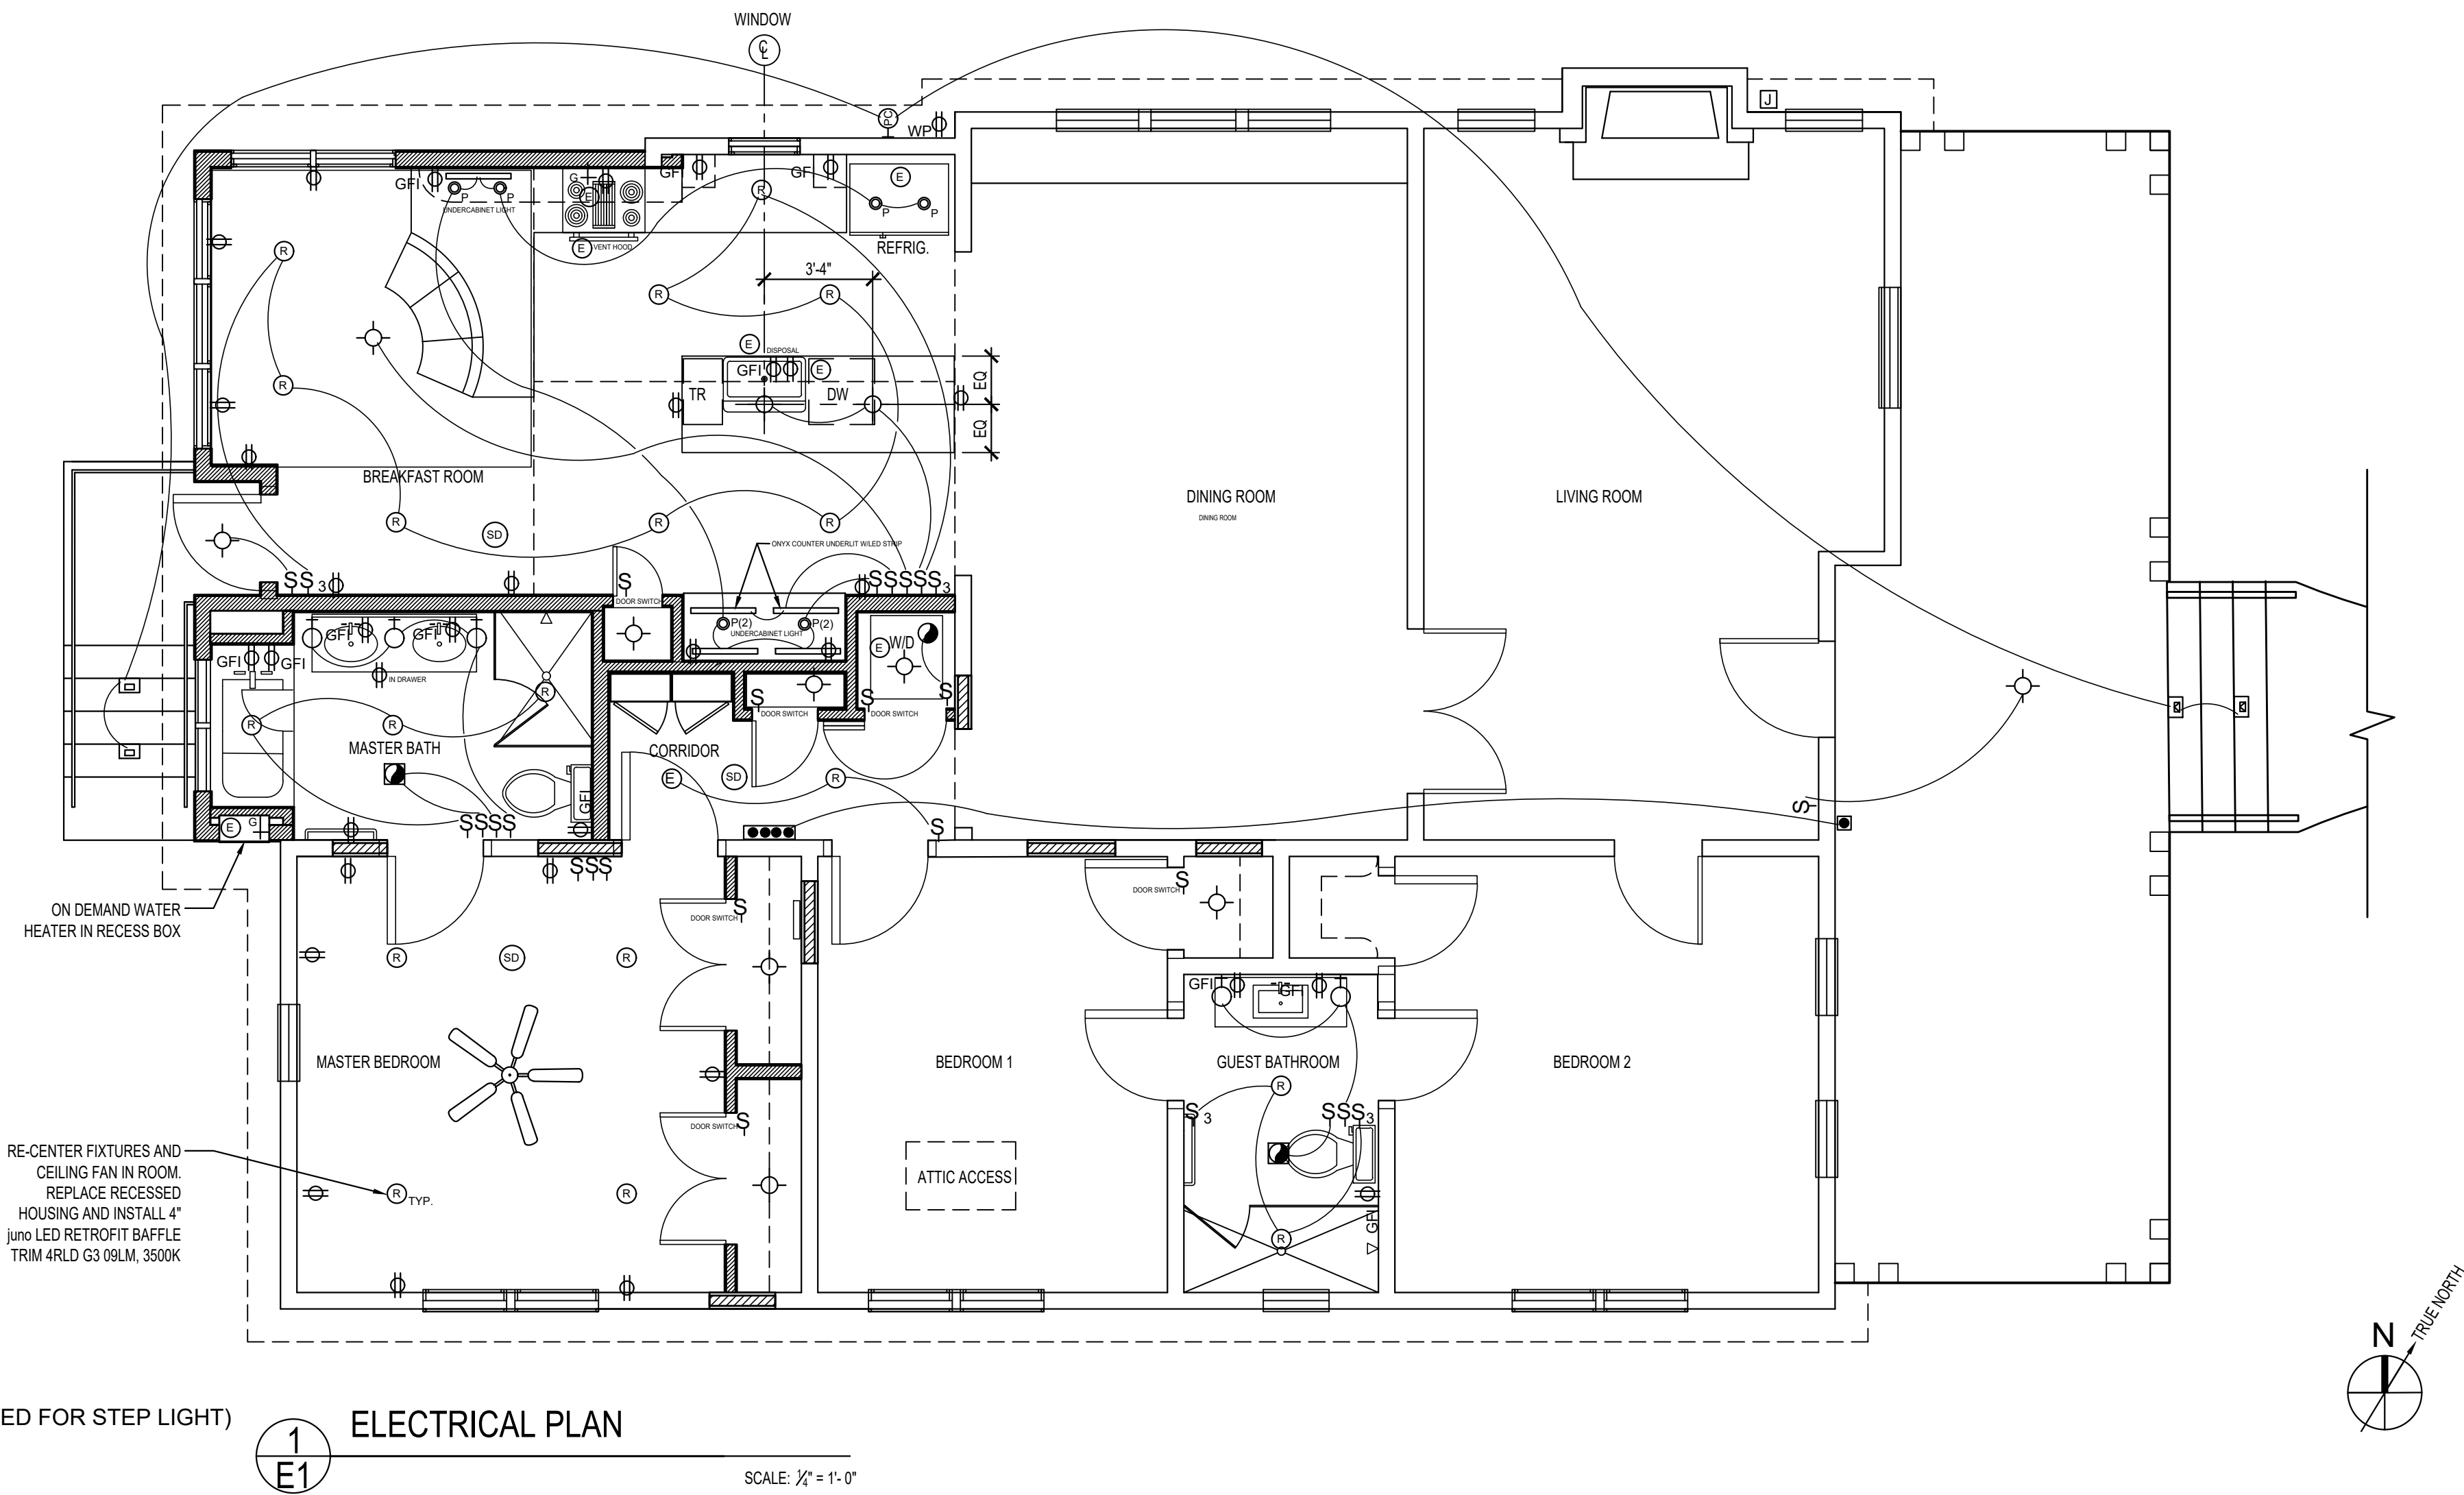 WINDOW
CL
PC
WP
J
GFI
P
P
UNDERCABINET LIGHT
G
E
GFI
GF
R
E
P
P
REFRIG.
E
VENT HOOD
R
3'-4"
R
R
R
E
DISPOSAL
GFI
E
TR
DW
EQ
EQ
BREAKFAST ROOM
R
SD
R
R
R
DINING ROOM
DINING ROOM
LIVING ROOM
ONYX COUNTER UNDERLIT W/LED STRIP
SS3
S
SSSSS3
DOOR SWITCH
P(2)
P(2)
UNDERCABINET LIGHT
E
W/D
GFI
GFI
GFI
GFI
IN DRAWER
R
R
R
S
S
S
DOOR SWITCH
DOOR SWITCH
MASTER BATH
CORRIDOR
E
SD
R
GFI
S
E
G
SSSS
S
SSS
ON DEMAND WATER
HEATER IN RECESS BOX
DOOR SWITCH
S
DOOR SWITCH
S
R
SD
R
GFI
GFI
MASTER BEDROOM
BEDROOM 1
GUEST BATHROOM
BEDROOM 2
R
S3
SSS3
DOOR SWITCH
S
ATTIC ACCESS
RE-CENTER FIXTURES AND
CEILING FAN IN ROOM.
REPLACE RECESSED
HOUSING AND INSTALL 4"
juno LED RETROFIT BAFFLE
TRIM 4RLD G3 09LM, 3500K
R
TYP.
R
GFI
R
N
TRUE NORTH
ED FOR STEP LIGHT)
1
E1
ELECTRICAL PLAN
SCALE: 1/4" = 1'- 0"